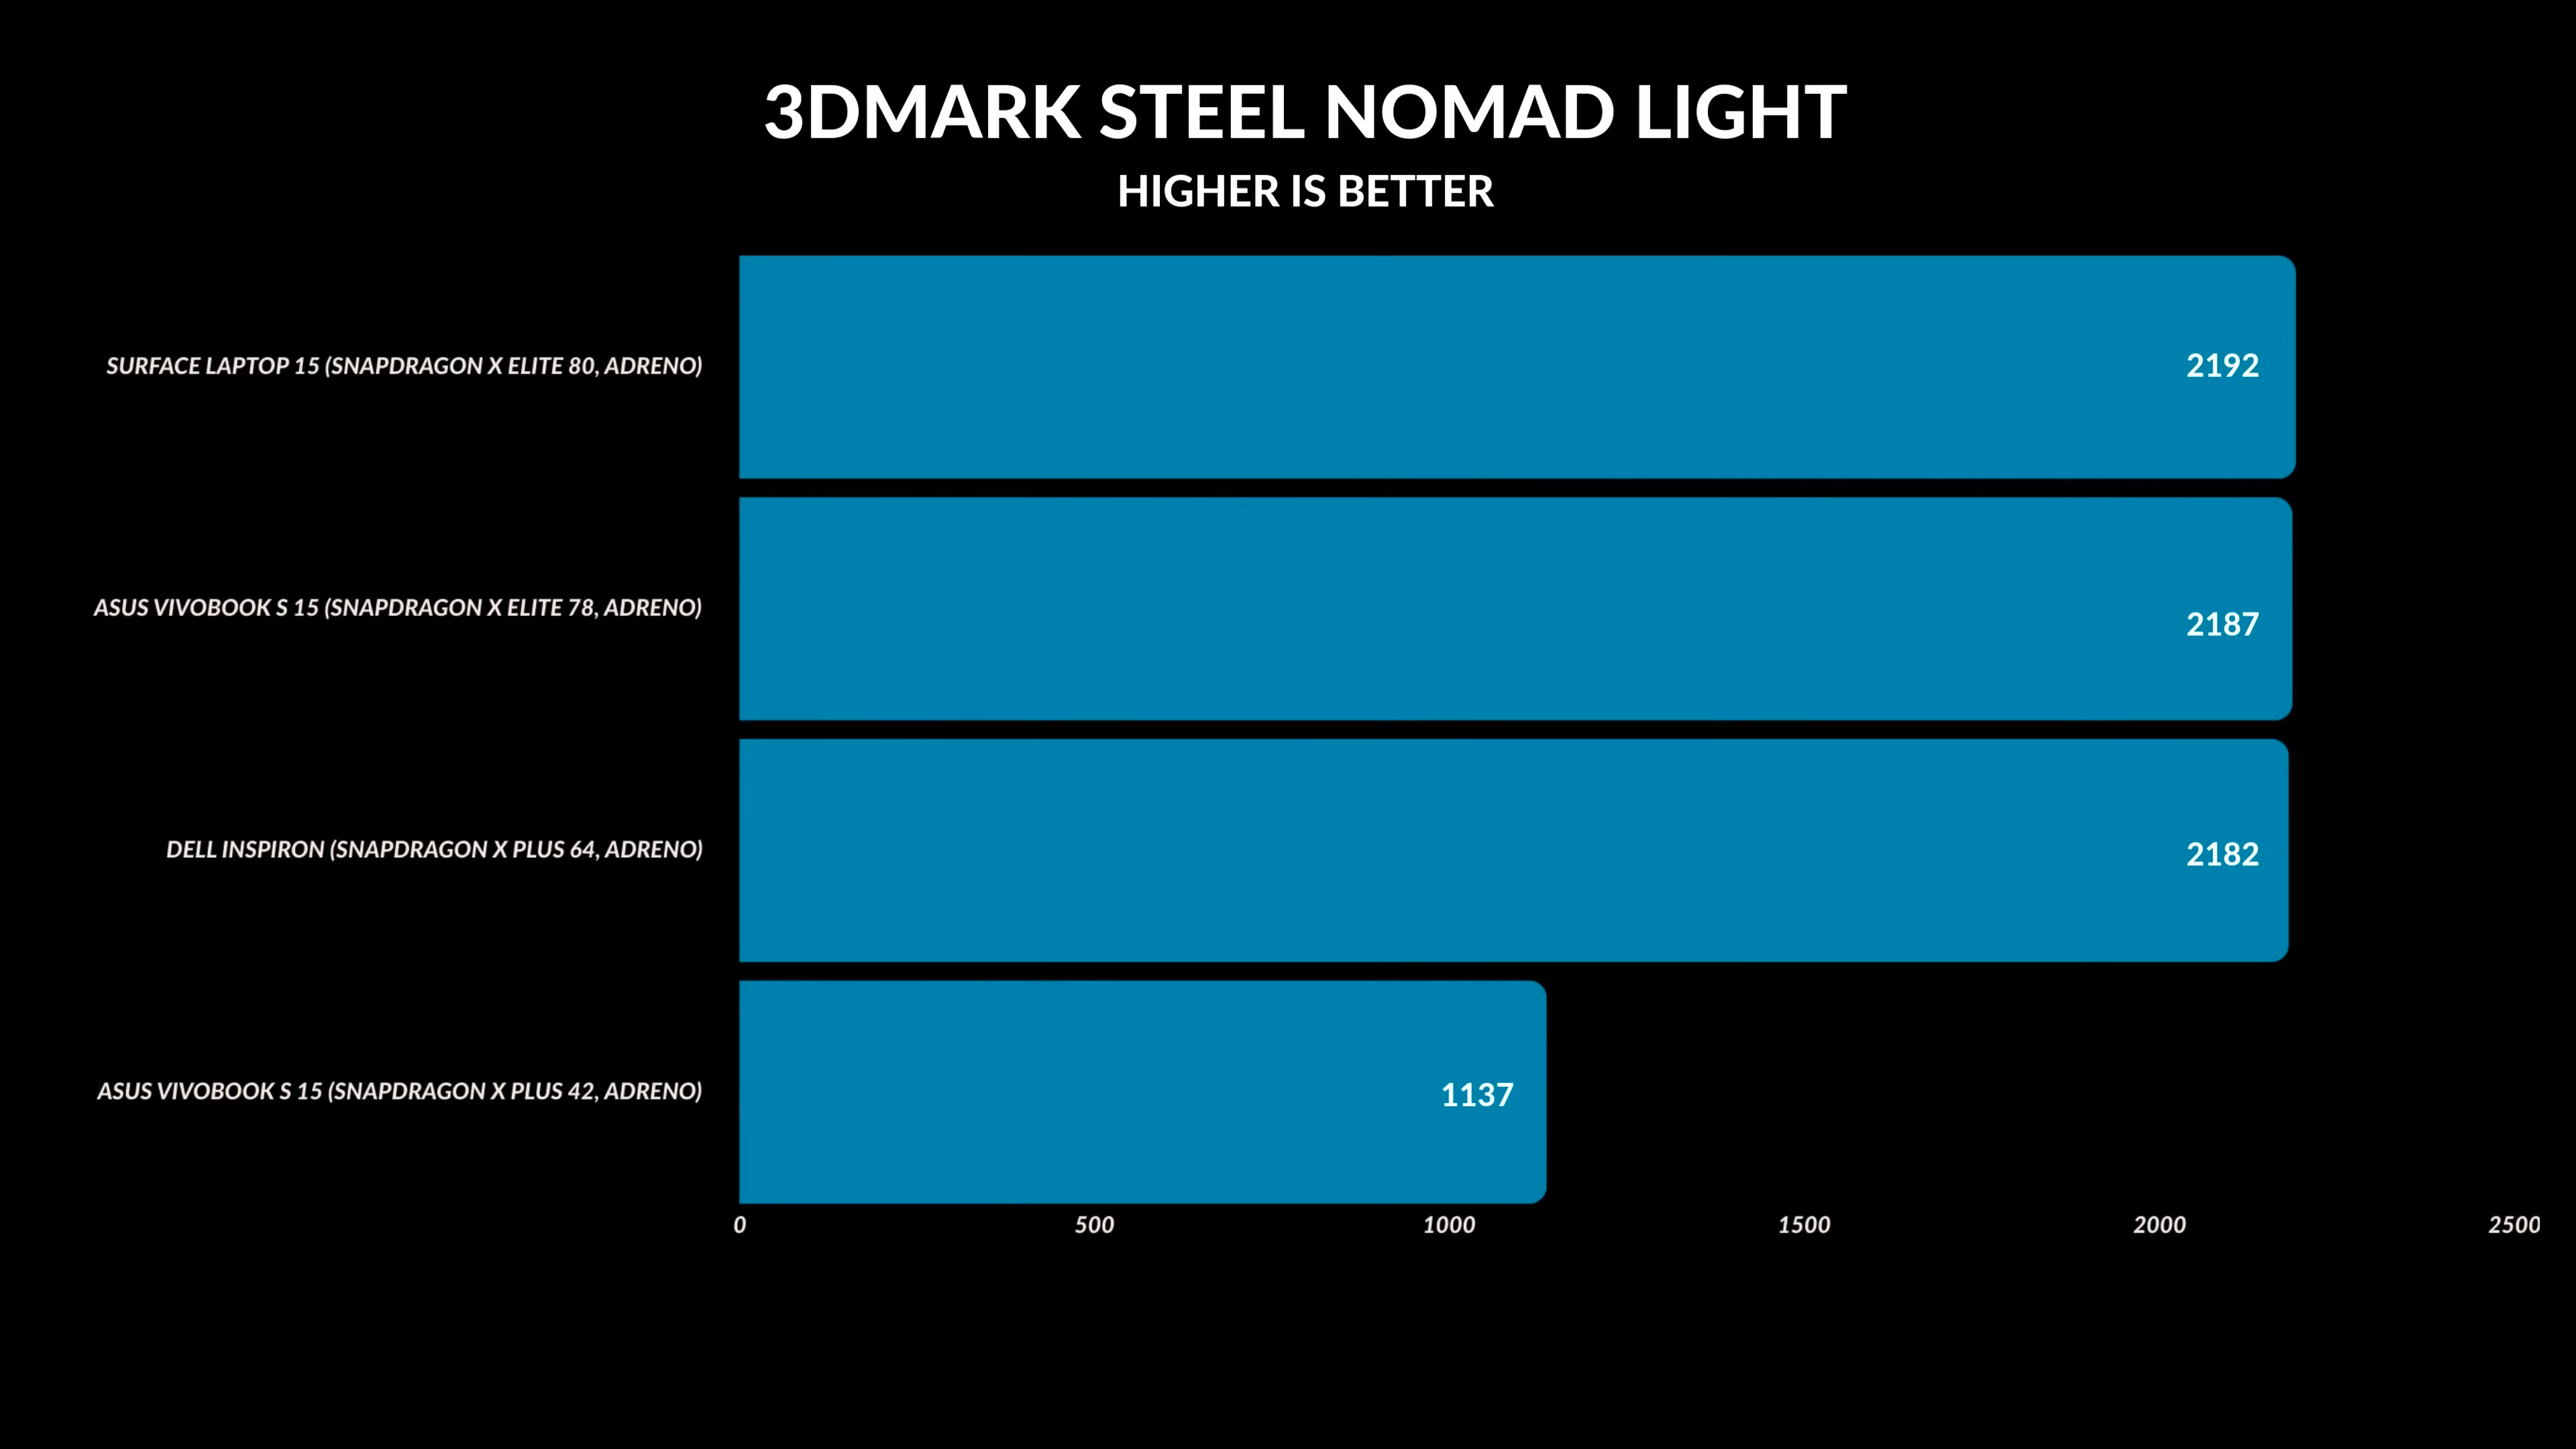 3DMARK STEEL NOMAD LIGHT
HIGHER IS BETTER
SURFACE LAPTOP 15 (SNAPDRAGON X ELITE 80, ADRENO)
2192
ASUS VIVOBOOK S 15 (SNAPDRAGON X ELITE 78, ADRENO)
2187
DELL INSPIRON (SNAPDRAGON X PLUS 64, ADRENO)
2182
ASUS VIVOBOOK S 15 (SNAPDRAGON X PLUS 42, ADRENO)
1137
0 500 1000 1500 2000 2500